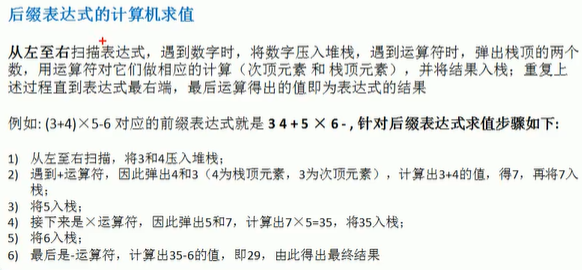 后缀表达式的计算机求值
从左至右扫描表达式，遇到数字时，将数字压入堆栈，遇到运算符时，弹出栈顶的两个
数，用运算符对它们做相应的计算（次顶元素 和 栈顶元素），并将结果入栈；重复上
述过程直到表达式最右端，最后运算得出的值即为表达式的结果
例如: (3+4)×5-6 对应的前缀表达式就是 3 4 + 5 × 6 - , 针对后缀表达式求值步骤如下:
1) 从左至右扫描，将3和4压入堆栈；
2) 遇到+运算符，因此弹出4和3（4为栈顶元素，3为次顶元素），计算出3+4的值，得7，再将7入
栈；
3) 将5入栈；
4) 接下来是×运算符，因此弹出5和7，计算出7×5=35，将35入栈；
5) 将6入栈；
6) 最后是-运算符，计算出35-6的值，即29，由此得出最终结果